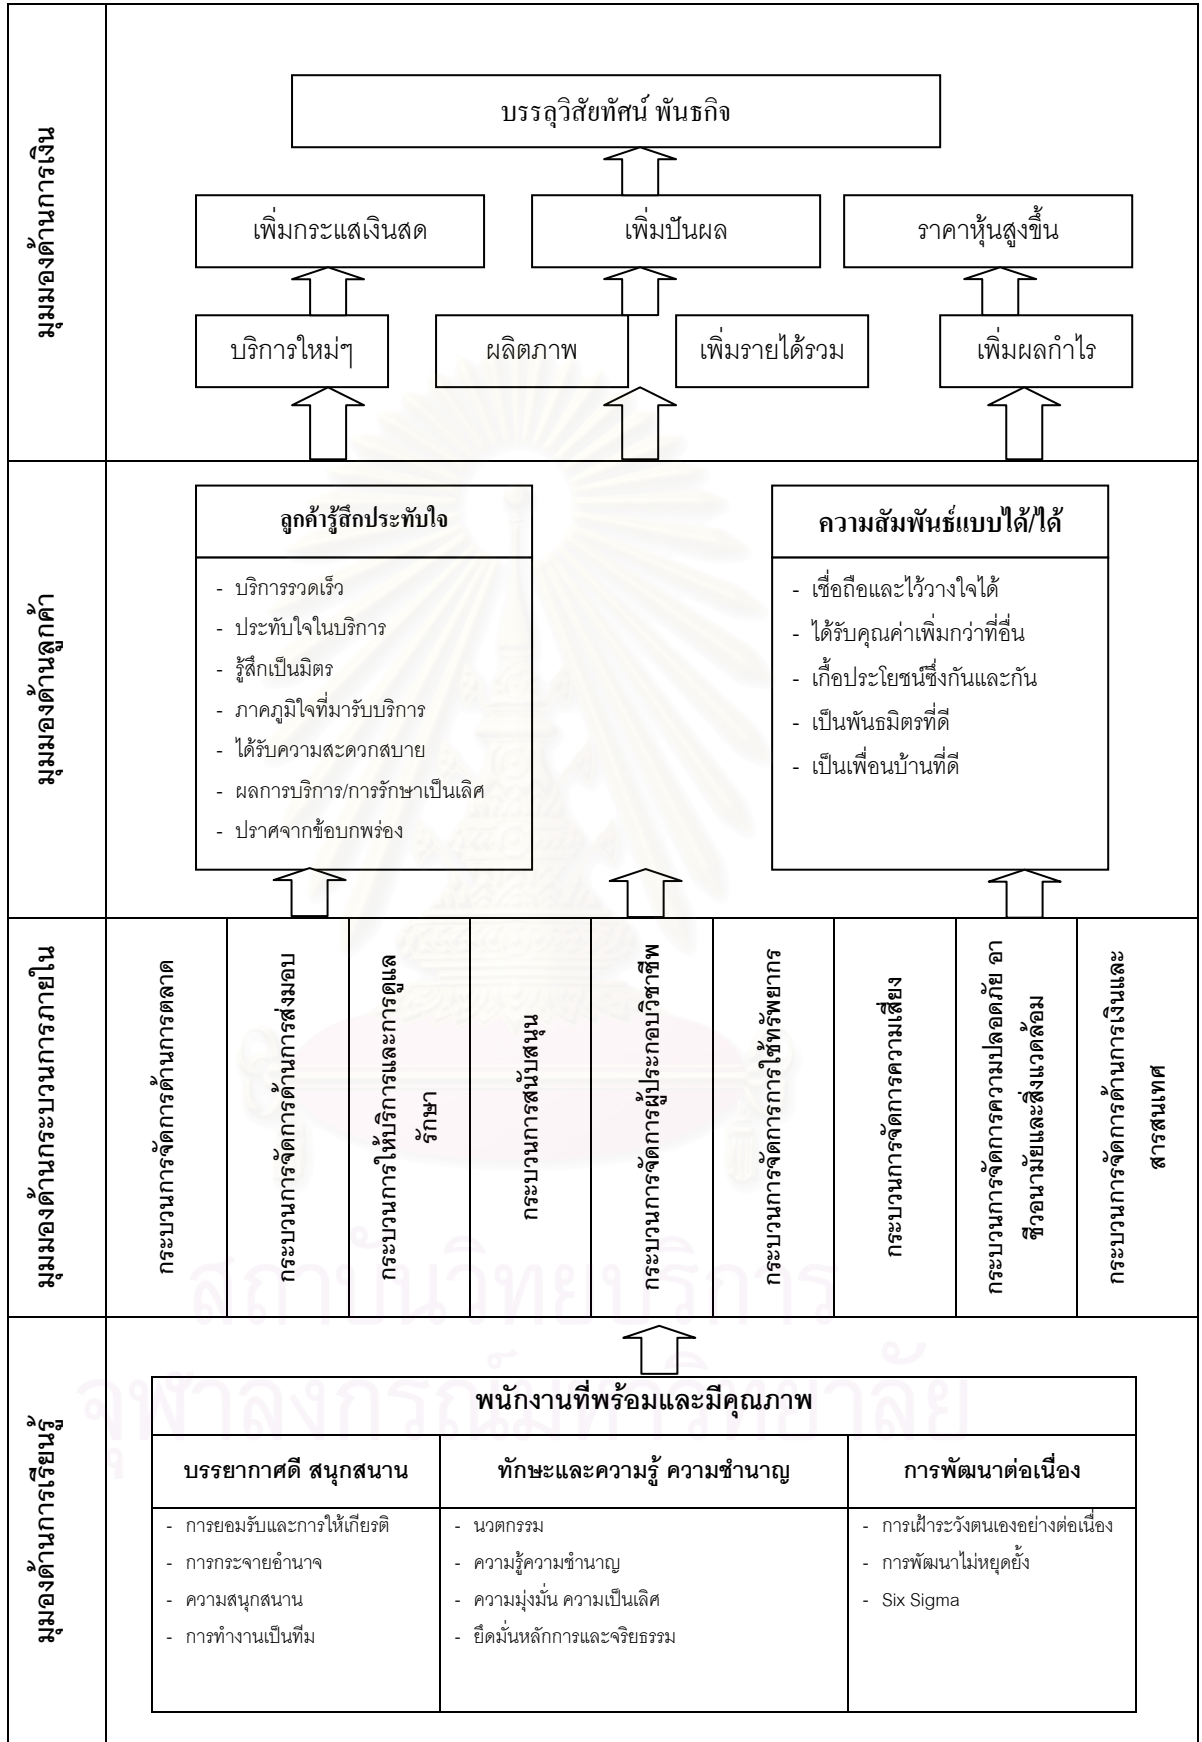 มุมมองด้านการเงิน
บรรลุวิสัยทัศน์ พันธกิจ
เพิ่มกระแสเงินสด
เพิ่มปันผล
ราคาหุ้นสูงขึ้น
บริการใหม่ๆ
ผลิตภาพ
เพิ่มรายได้รวม
เพิ่มผลกำไร
มุมมองด้านลูกค้า
ลูกค้ารู้สึกประทับใจ
- บริการรวดเร็ว
- ประทับใจในบริการ
- รู้สึกเป็นมิตร
- ภาคภูมิใจที่มารับบริการ
- ได้รับความสะดวกสบาย
- ผลการบริการ/การรักษาเป็นเลิศ
- ปราศจากข้อบกพร่อง
ความสัมพันธ์แบบได้/ได้
- เชื่อถือและไว้วางใจได้
- ได้รับคุณค่าเพิ่มกว่าที่อื่น
- เกื้อประโยชน์ซึ่งกันและกัน
- เป็นพันธมิตรที่ดี
- เป็นเพื่อนบ้านที่ดี
มุมมองด้านกระบวนการภายใน
กระบวนการจัดการด้านการตลาด
กระบวนการจัดการด้านการส่งมอบ
กระบวนการให้บริการและการดูแล
รักษา
กระบวนการสนับสนุน
กระบวนการจัดการผู้ประกอบวิชาชีพ
กระบวนการจัดการการใช้ทรัพยากร
กระบวนการจัดการความเสี่ยง
กระบวนการจัดการความปลอดภัย อา
ชีวอนามัยและสิ่งแวดล้อม
กระบวนการจัดการด้านการเงินและ
สารสนเทศ
มุมองด้านการเรียนรู้
พนักงานที่พร้อมและมีคุณภาพ
บรรยากาศดี สนุกสนาน
- การยอมรับและการให้เกียรติ
- การกระจายอำนาจ
- ความสนุกสนาน
- การทำงานเป็นทีม
ทักษะและความรู้ ความชำนาญ
- นวตกรรม
- ความรู้ความชำนาญ
- ความมุ่งมั่น ความเป็นเลิศ
- ยึดมั่นหลักการและจริยธรรม
การพัฒนาต่อเนื่อง
- การเฝ้าระวังตนเองอย่างต่อเนื่อง
- การพัฒนาไม่หยุดยั้ง
- Six Sigma
สถาบันวิทยบริการ
จุฬาลงกรณ์มหาวิทยาลัย